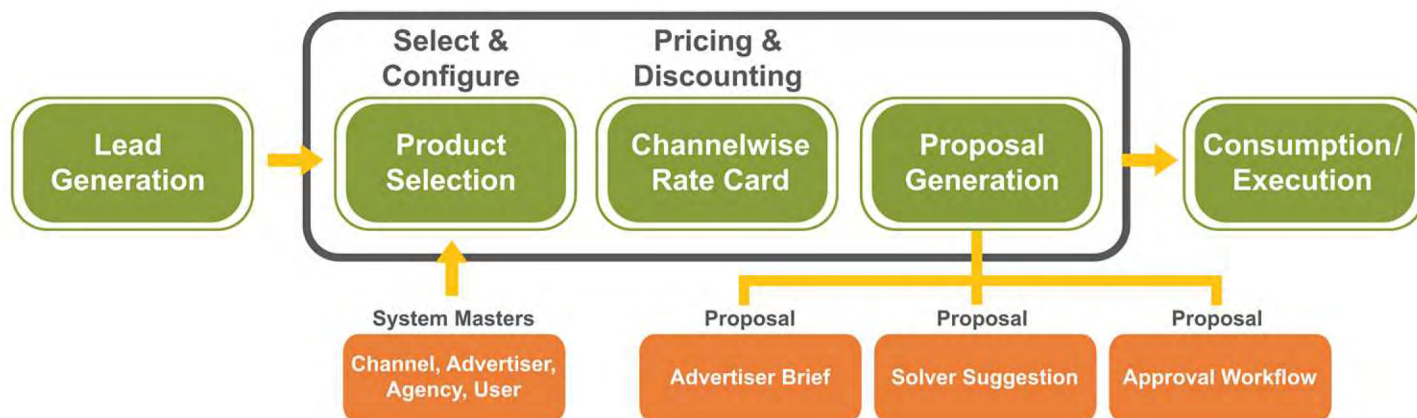 Select &
Configure
Pricing &
Discounting
Lead
Generation
Product
Selection
Channelwise
Rate Card
Proposal
Generation
Consumption/
Execution
System Masters
Channel, Advertiser,
Agency, User
Proposal
Advertiser Brief
Proposal
Solver Suggestion
Proposal
Approval Workflow